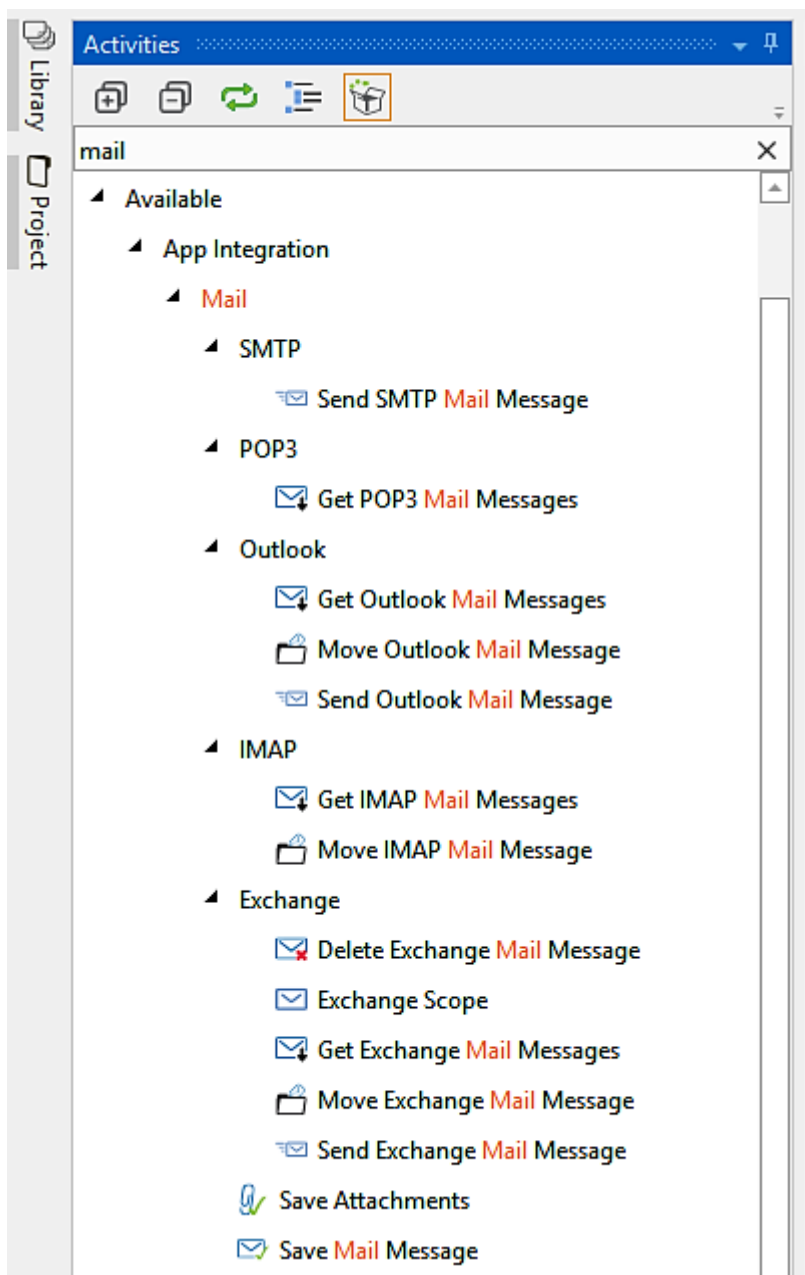 Library
Project
Activities
mail
Available
App Integration
Mail
SMTP
Send SMTP Mail Message
POP3
Get POP3 Mail Messages
Outlook
Get Outlook Mail Messages
Move Outlook Mail Message
Send Outlook Mail Message
IMAP
Get IMAP Mail Messages
Move IMAP Mail Message
Exchange
Delete Exchange Mail Message
Exchange Scope
Get Exchange Mail Messages
Move Exchange Mail Message
Send Exchange Mail Message
Save Attachments
Save Mail Message